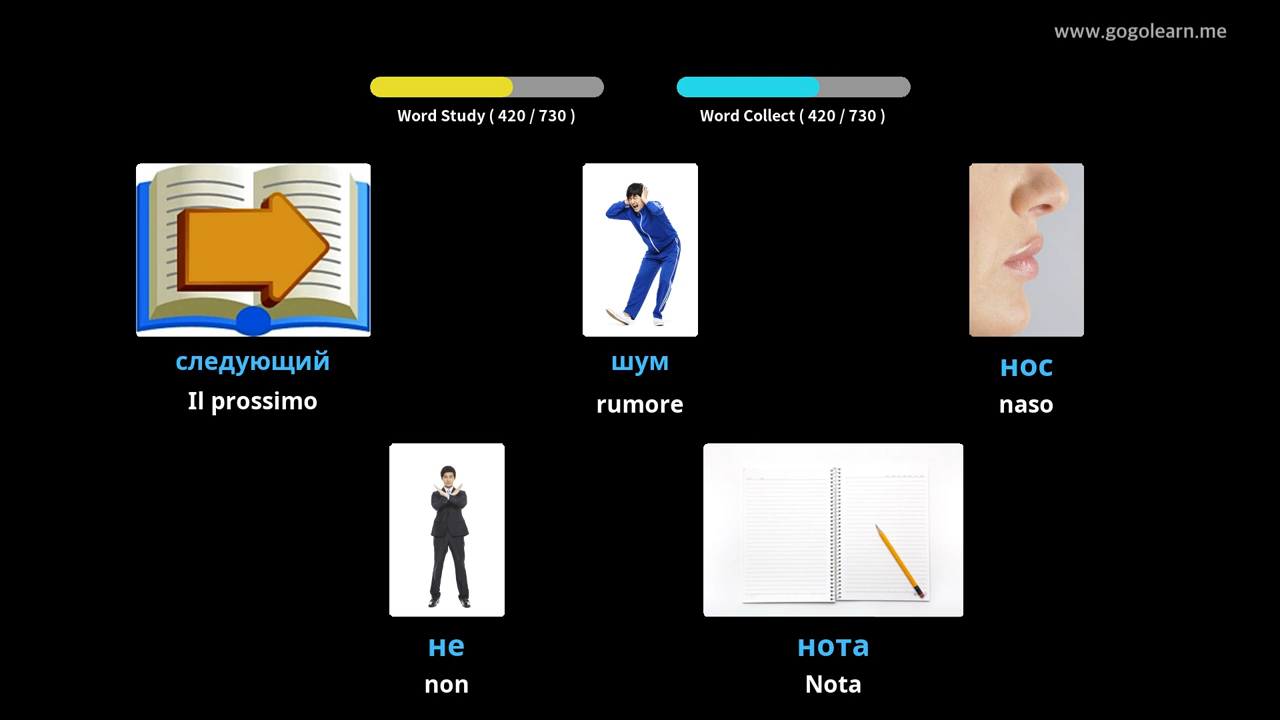 www.gogolearn.me
Word Study ( 420 / 730 )
Word Collect ( 420 / 730 )
следующий
Il prossimo
шум
rumore
нос
naso
не
non
нота
Nota